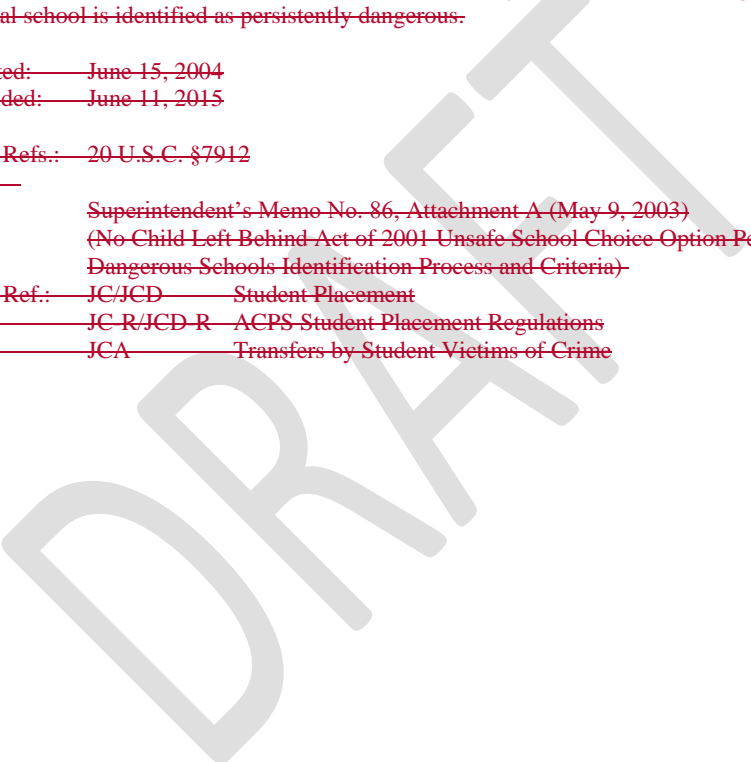 al school is identified as persistently dangerous.
ted: June 15, 2004
ded: June 11, 2015
Refs.: 20 U.S.C. §7912
Superintendent’s Memo No. 86, Attachment A (May 9, 2003)
(No Child Left Behind Act of 2001 Unsafe School Choice Option Pe
Dangerous Schools Identification Process and Criteria)
Ref.: JC/JCD Student Placement
JC-R/JCD-R ACPS Student Placement Regulations
JCA Transfers by Student Victims of Crime
DRAFT